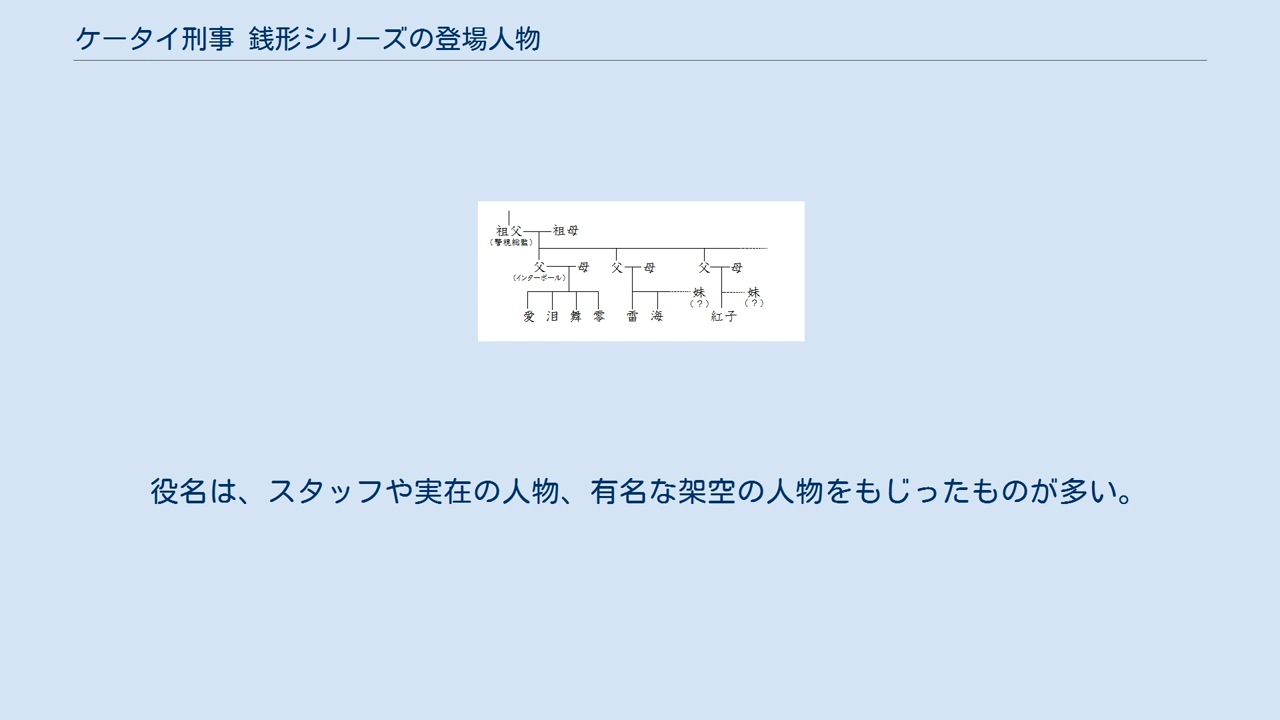 ケータイ刑事 銭形シリーズの登場人物
祖父 祖母
(警視総監)
父 母 父 母 父 母
(インターポール)
妹 妹
(?) (?)
愛 泪 舞 零 雷 海 紅子
役名は、スタッフや実在の人物、有名な架空の人物をもじったものが多い。